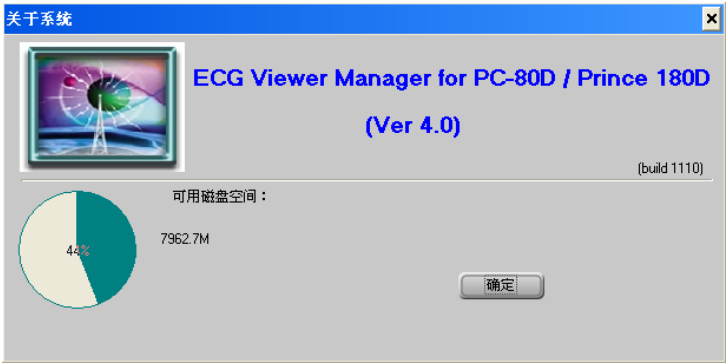 关于系统
ECG Viewer Manager for PC-80D / Prince 180D
(Ver 4.0)
(build 1110)
可用磁盘空间：
44%
7962.7M
确定